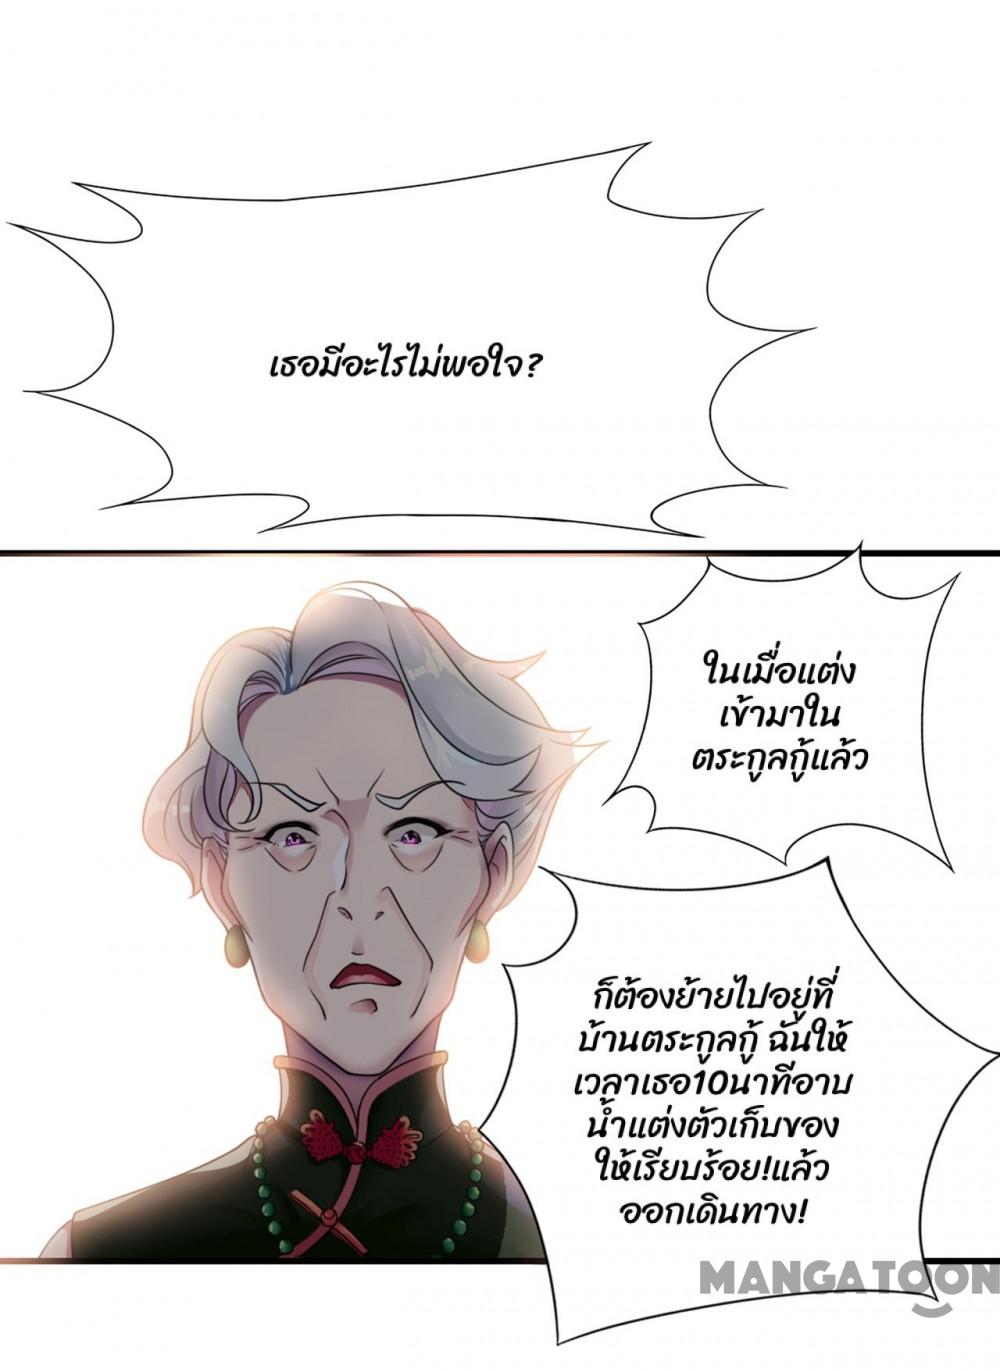 เธอมีอะไรไม่พอใจ?
ในเมื่อแต่ง
เข้ามาใน
ตระกูลกู้แล้ว
ก็ต้องย้ายไปอยู่ที่
บ้านตระกูลกู้ ฉันให้
เวลาเธอ10นาทีอาบ
น้ำแต่งตัวเก็บของ
ให้เรียบร้อย!แล้ว
ออกเดินทาง!
MANGATOON